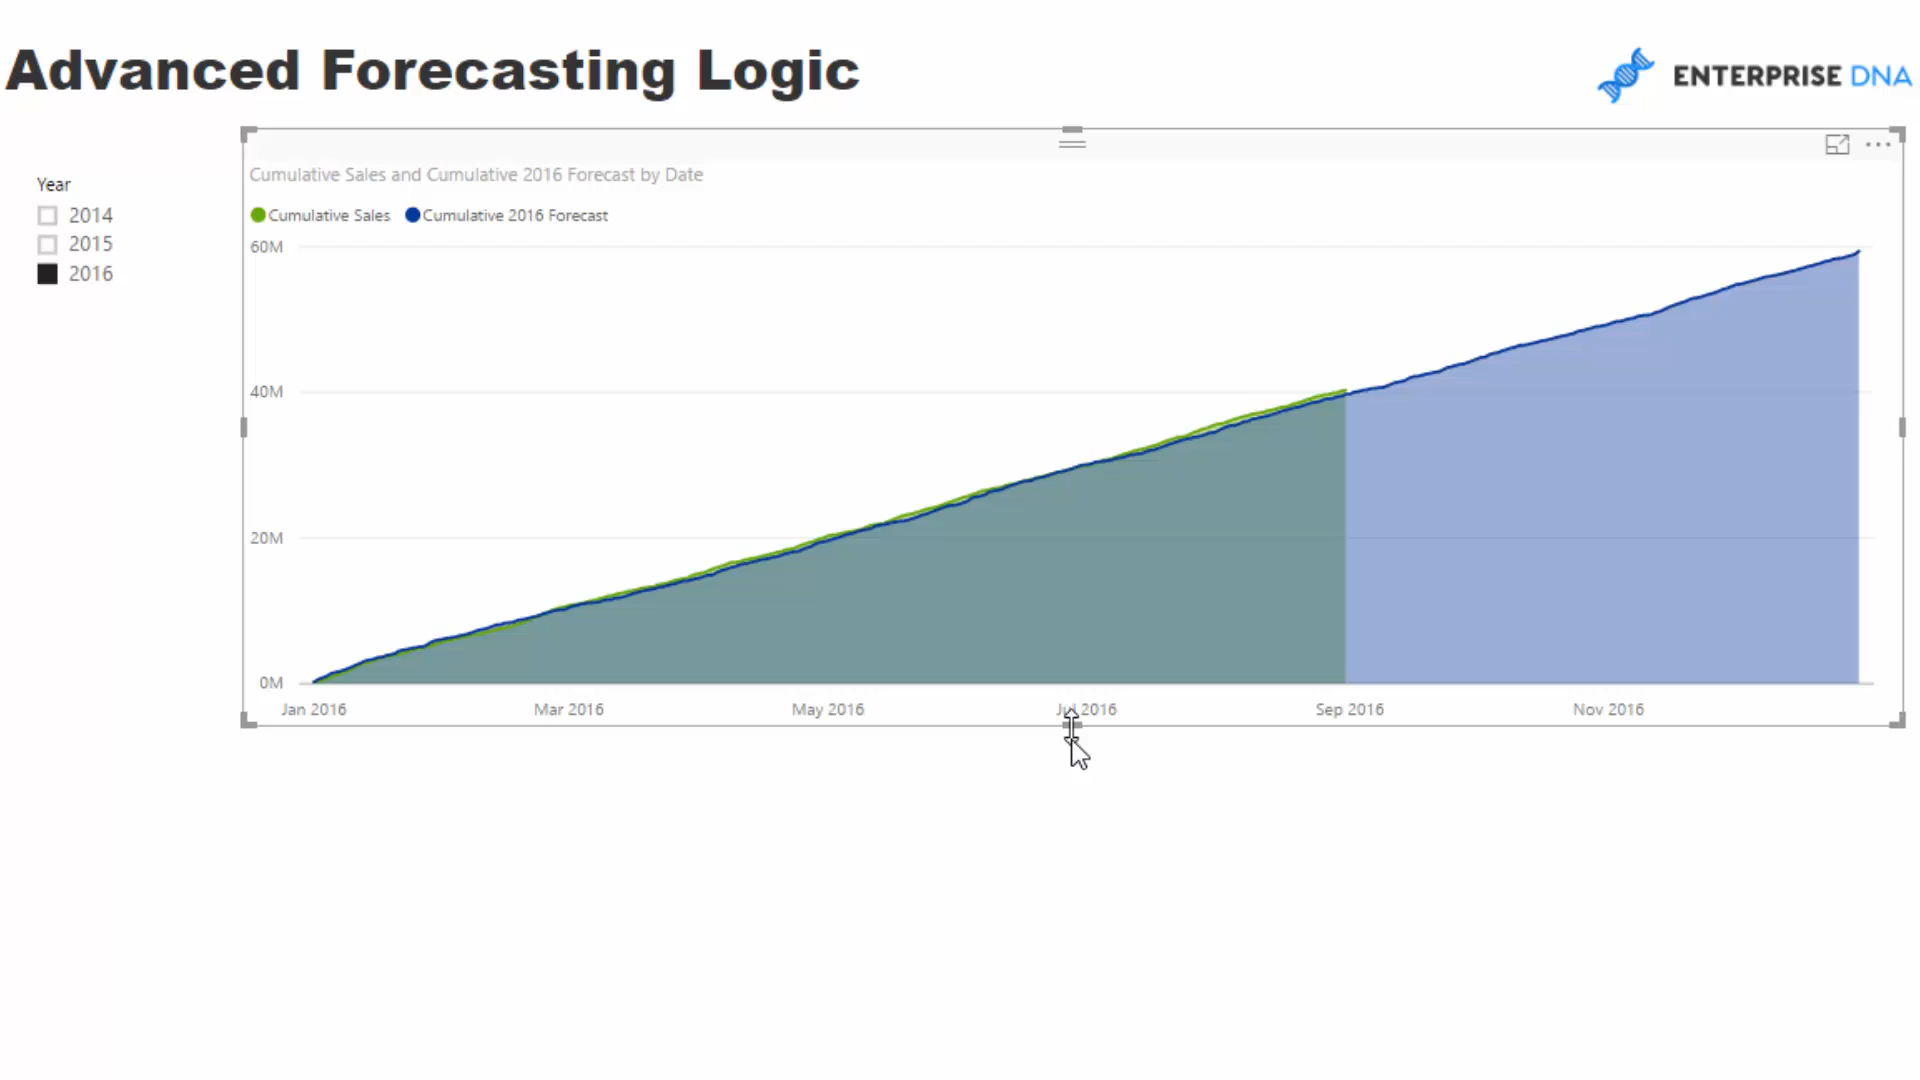 Advanced Forecasting Logic
ENTERPRISE DNA
Year
2014
2015
2016
Cumulative Sales and Cumulative 2016 Forecast by Date
Cumulative Sales Cumulative 2016 Forecast
60M
40M
20M
0M
Jan 2016 Mar 2016 May 2016 Jul 2016 Sep 2016 Nov 2016